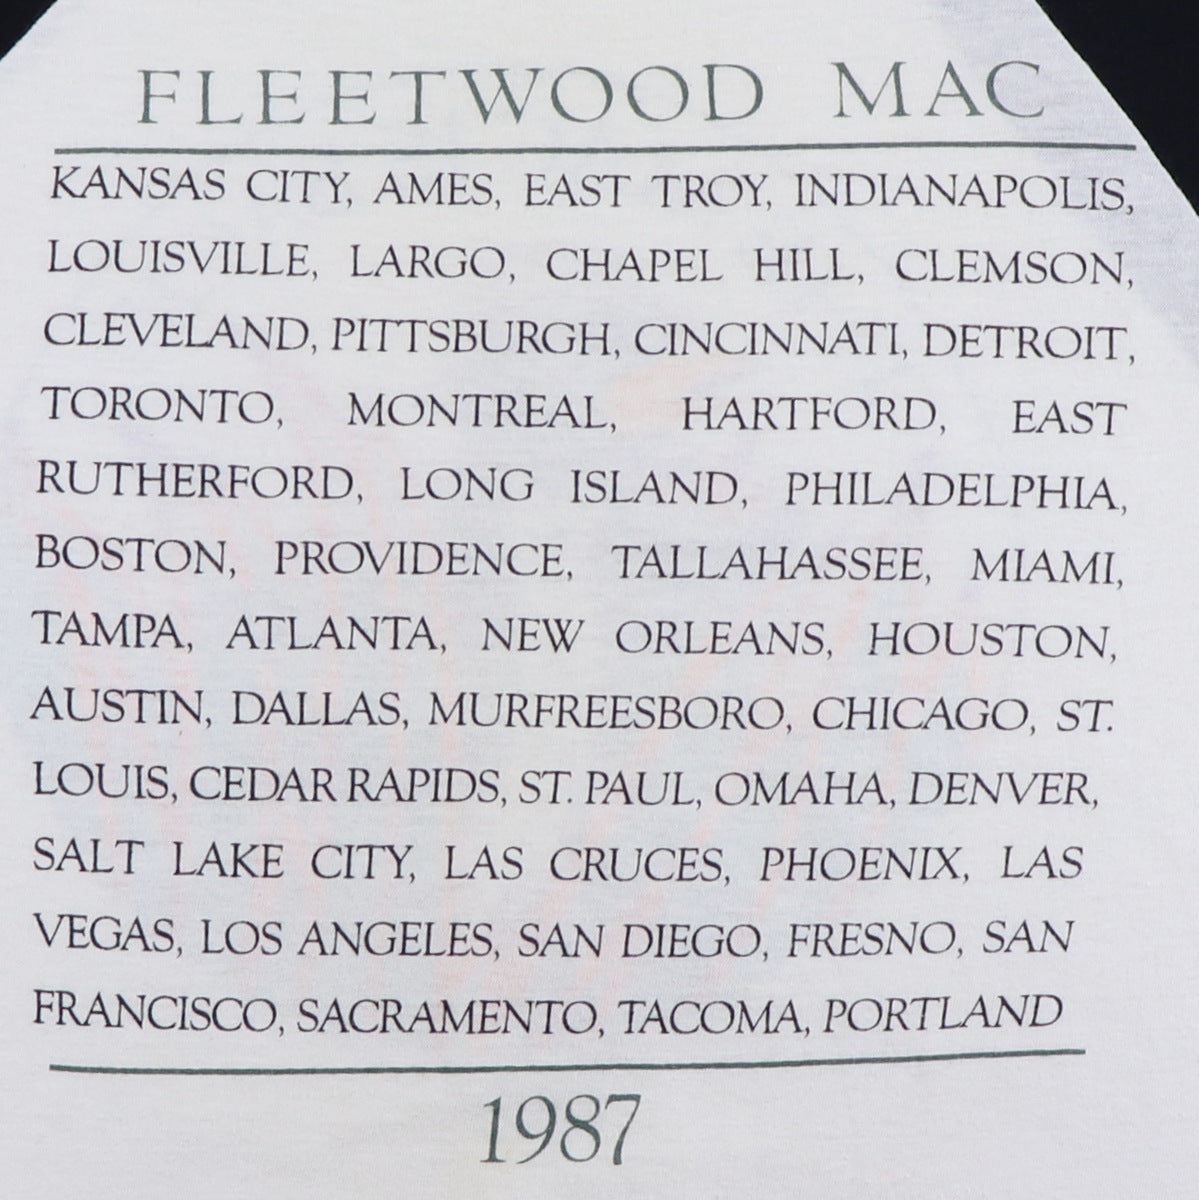 FLEETWOOD MAC
KANSAS CITY, AMES, EAST TROY, INDIANAPOLIS,
LOUISVILLE, LARGO, CHAPEL HILL, CLEMSON,
CLEVELAND, PITTSBURGH, CINCINNATI, DETROIT,
TORONTO, MONTREAL, HARTFORD, EAST
RUTHERFORD, LONG ISLAND, PHILADELPHIA,
BOSTON, PROVIDENCE, TALLAHASSEE, MIAMI,
TAMPA, ATLANTA, NEW ORLEANS, HOUSTON,
AUSTIN, DALLAS, MURFREESBORO, CHICAGO, ST.
LOUIS, CEDAR RAPIDS, ST. PAUL, OMAHA, DENVER,
SALT LAKE CITY, LAS CRUCES, PHOENIX, LAS
VEGAS, LOS ANGELES, SAN DIEGO, FRESNO, SAN
FRANCISCO, SACRAMENTO, TACOMA, PORTLAND
1987